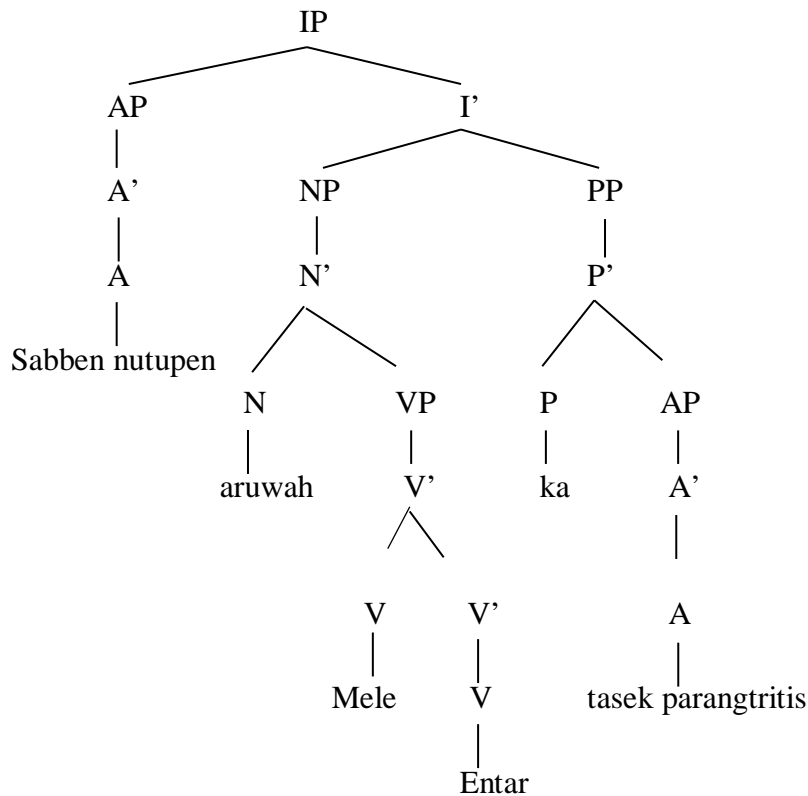 IP
AP I’
A’ NP PP
A N’ P’
Sabben nutupen
N VP P AP
aruwah V’ ka A’
V V’ A
Mele V tasek parangtritis
Entar